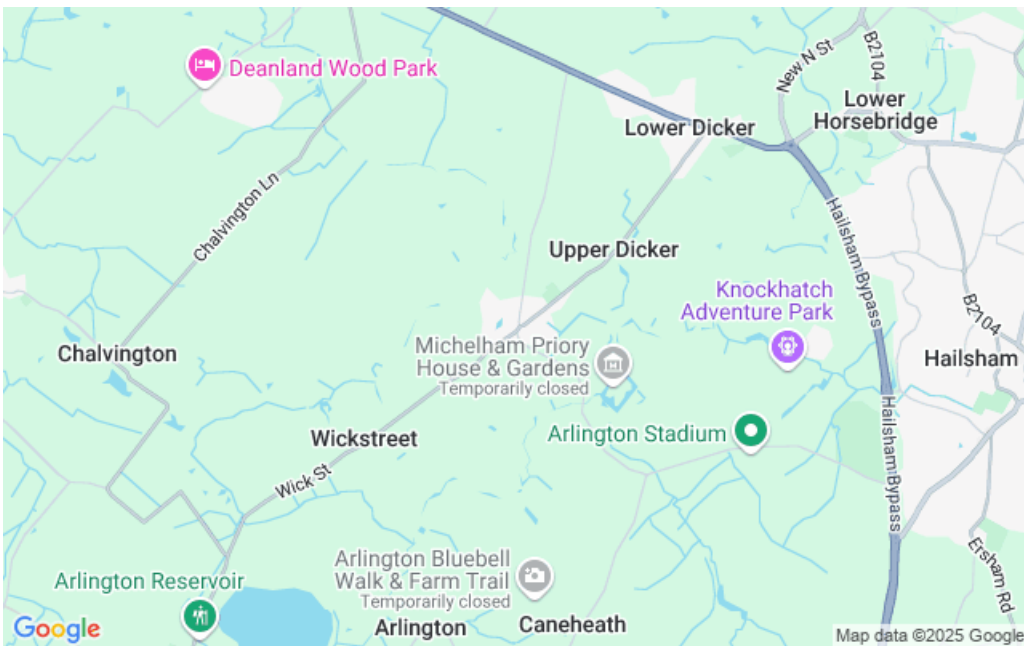 Deanland Wood Park
New N St
B2104
Lower
Horsebridge
Lower Dicker
Chalvington Ln
Hailsham Bypass
Upper Dicker
Knockhatch
Adventure Park
B2104
Chalvington
Michelham Priory
House & Gardens
Temporarily closed
Hailsham
Wickstreet
Arlington Stadium
Hailsham Bypass
Wick St
Arlington Bluebell
Walk & Farm Trail
Temporarily closed
Ersham Rd
Arlington Reservoir
Arlington
Caneheath
Google
Map data ©2025 Google